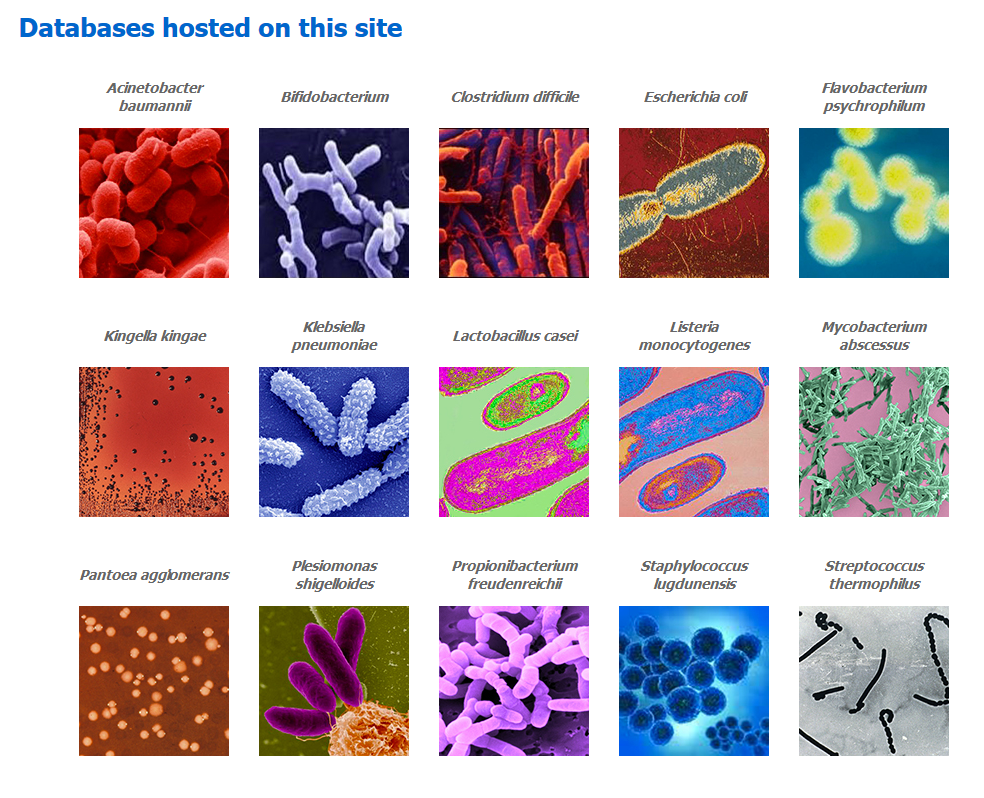 Databases hosted on this site
Acinetobacter
baumannii
Bifidobacterium
Clostridium difficile
Escherichia coli
Flavobacterium
psychrophilum
Kingella kingae
Klebsiella
pneumoniae
Lactobacillus casei
Listeria
monocytogenes
Mycobacterium
abscessus
Pantoea agglomerans
Plesiomonas
shigelloides
Propionibacterium
freudenreichii
Staphylococcus
lugdunensis
Streptococcus
thermophilus